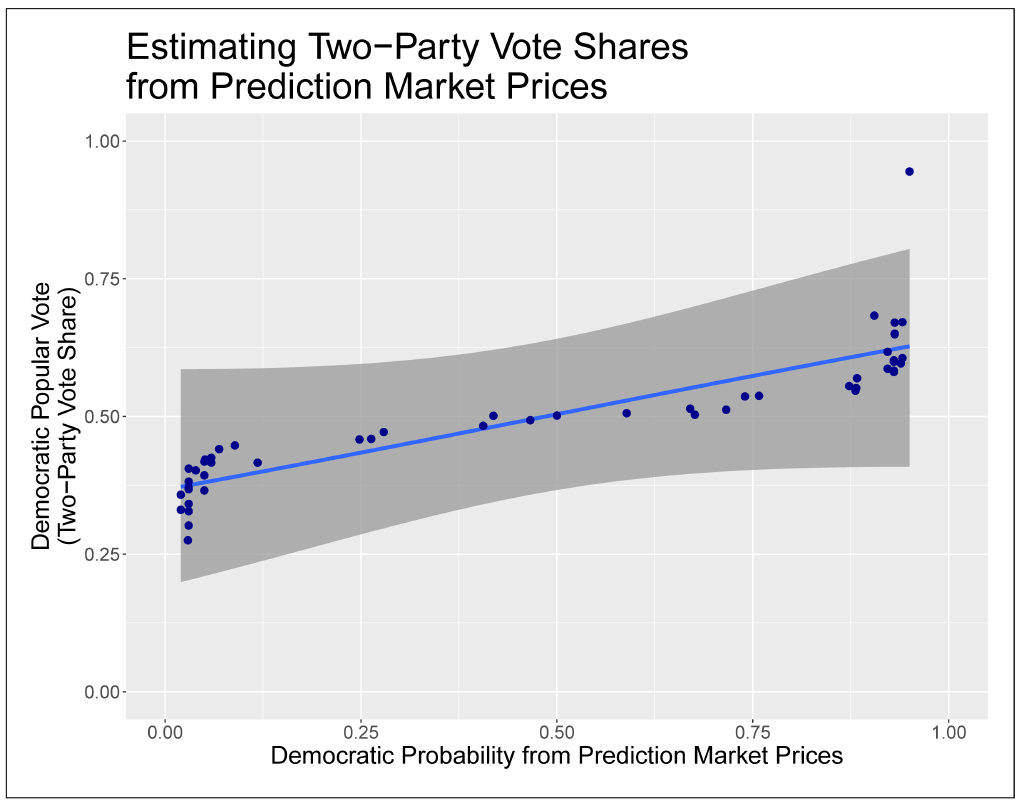 Estimating Two−Party Vote Shares
from Prediction Market Prices
1.00
0.75
0.50
0.25
0.00
Democratic Popular Vote
(Two−Party Vote Share)
0.00 0.25 0.50 0.75 1.00
Democratic Probability from Prediction Market Prices